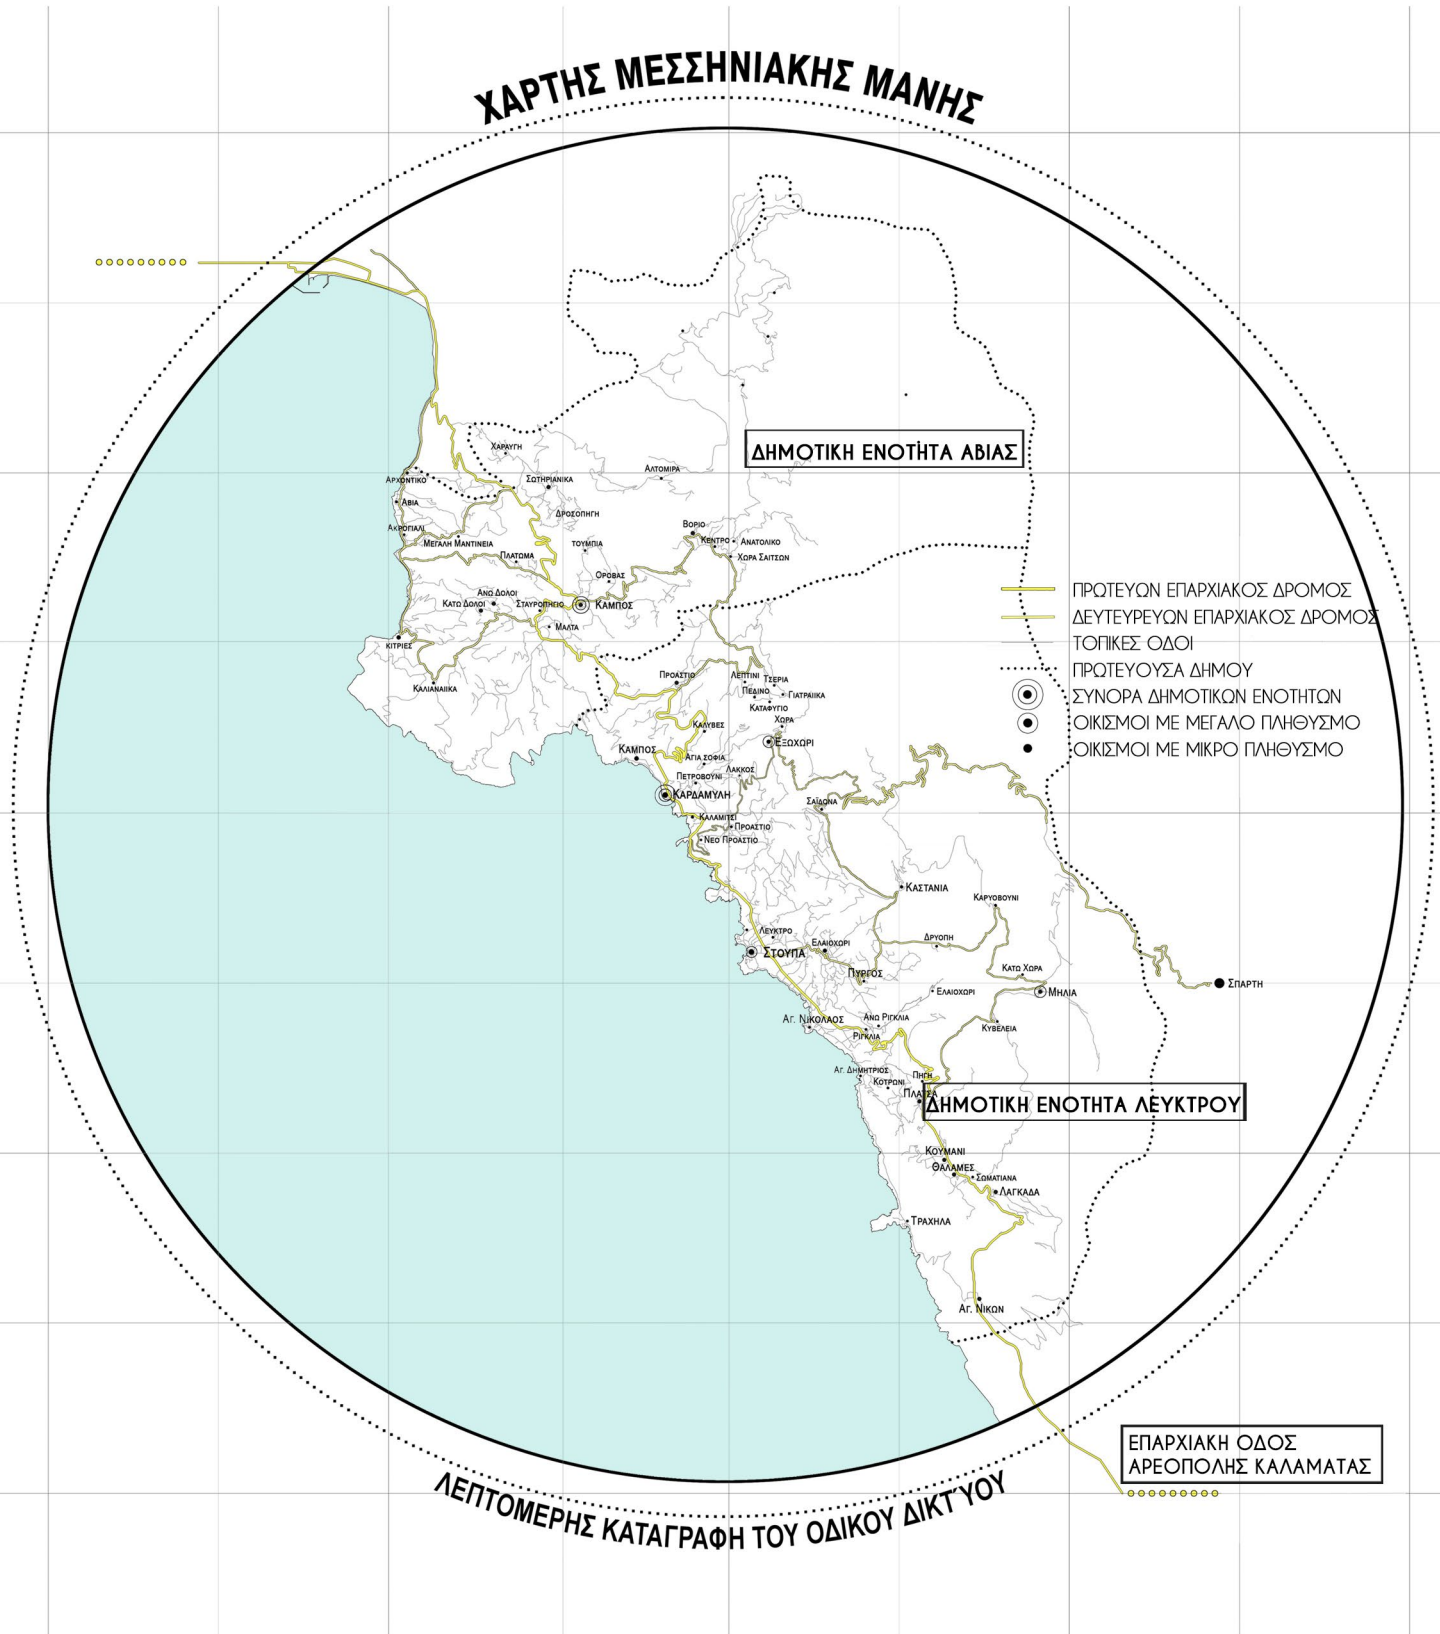 ΧΑΡΤΗΣ ΜΕΣΣΗΝΙΑΚΗΣ ΜΑΝΗΣ
ΔΗΜΟΤΙΚΗ ΕΝΟΤΗΤΑ ΑΒΙΑΣ
ΧΑΡΑΥΓΗ
ΑΛΤΟΜΙΡΑ
ΑΡΧΟΝΤΙΚΟ
ΣΩΤΗΡΙΑΝΙΚΑ
ΑΒΙΑ
ΔΡΟΣΟΠΗΓΗ
ΑΚΡΟΓΙΑΛΙ
ΒΟΡΙΟ
ΜΕΓΑΛΗ ΜΑΝΤΙΝΕΙΑ
ΤΟΥΜΠΙΑ
ΚΕΝΤΡΟ
ΑΝΑΤΟΛΙΚΟ
ΠΛΑΤΩΜΑ
ΧΩΡΑ ΣΑΙΤΣΩΝ
ΟΡΟΒΑΣ
ΑΝΩ ΔΟΛΟΙ
ΚΑΤΩ ΔΟΛΟΙ
ΣΤΑΥΡΟΠΗΓΙΟ
ΚΑΜΠΟΣ
ΜΑΛΤΑ
ΚΙΤΡΙΕΣ
ΚΑΛΙΑΝΑΙΙΚΑ
ΠΡΟΑΣΤΙΟ
ΛΕΠΤΙΝΙ
ΤΣΕΡΙΑ
ΠΕΔΙΝΟ
ΓΙΑΤΡΑΙΙΚΑ
ΚΑΤΑΦΥΓΙΟ
ΚΑΛΥΒΕΣ
ΧΩΡΑ
ΕΞΩΧΩΡΙ
ΚΑΜΠΟΣ
ΑΓΙΑ ΣΟΦΙΑ
ΛΑΚΚΟΣ
ΠΕΤΡΟΒΟΥΝΙ
ΚΑΡΔΑΜΥΛΗ
ΣΑΪΔΟΝΑ
ΚΑΛΑΜΙΤΣΙ
ΠΡΟΑΣΤΙΟ
ΝΕΟ ΠΡΟΑΣΤΙΟ
ΠΡΩΤΕΥΩΝ ΕΠΑΡΧΙΑΚΟΣ ΔΡΟΜΟΣ
ΔΕΥΤΕΥΡΕΥΩΝ ΕΠΑΡΧΙΑΚΟΣ ΔΡΟΜΟΣ
ΤΟΠΙΚΕΣ ΟΔΟΙ
ΠΡΩΤΕΥΟΥΣΑ ΔΗΜΟΥ
ΣΥΝΟΡΑ ΔΗΜΟΤΙΚΩΝ ΕΝΟΤΗΤΩΝ
ΟΙΚΙΣΜΟΙ ΜΕ ΜΕΓΑΛΟ ΠΛΗΘΥΣΜΟ
ΟΙΚΙΣΜΟΙ ΜΕ ΜΙΚΡΟ ΠΛΗΘΥΣΜΟ
ΚΑΣΤΑΝΙΑ
ΚΑΡΥΟΒΟΥΝΙ
ΛΕΥΚΤΡΟ
ΕΛΑΙΟΧΩΡΙ
ΔΡΥΟΠΗ
ΣΤΟΥΠΑ
ΠΥΡΓΟΣ
ΚΑΤΩ ΧΩΡΑ
ΣΠΑΡΤΗ
ΕΛΑΙΟΧΩΡΙ
ΜΗΛΙΑ
ΑΓ. ΝΙΚΟΛΑΟΣ
ΑΝΩ ΡΙΓΚΛΙΑ
ΚΥΒΕΛΕΙΑ
ΡΙΓΚΛΙΑ
ΑΓ. ΔΗΜΗΤΡΙΟΣ
ΠΗΓΗ
ΚΟΤΡΩΝΙ
ΠΛΑΤΣΑ
ΔΗΜΟΤΙΚΗ ΕΝΟΤΗΤΑ ΛΕΥΚΤΡΟΥ
ΚΟΥΜΑΝΙ
ΘΑΛΑΜΕΣ
ΣΩΜΑΤΙΑΝΑ
ΛΑΓΚΑΔΑ
ΤΡΑΧΗΛΑ
ΑΓ. ΝΙΚΩΝ
ΕΠΑΡΧΙΑΚΗ ΟΔΟΣ
ΑΡΕΟΠΟΛΗΣ ΚΑΛΑΜΑΤΑΣ
ΛΕΠΤΟΜΕΡΗΣ ΚΑΤΑΓΡΑΦΗ ΤΟΥ ΟΔΙΚΟΥ ΔΙΚΤΎΟΥ